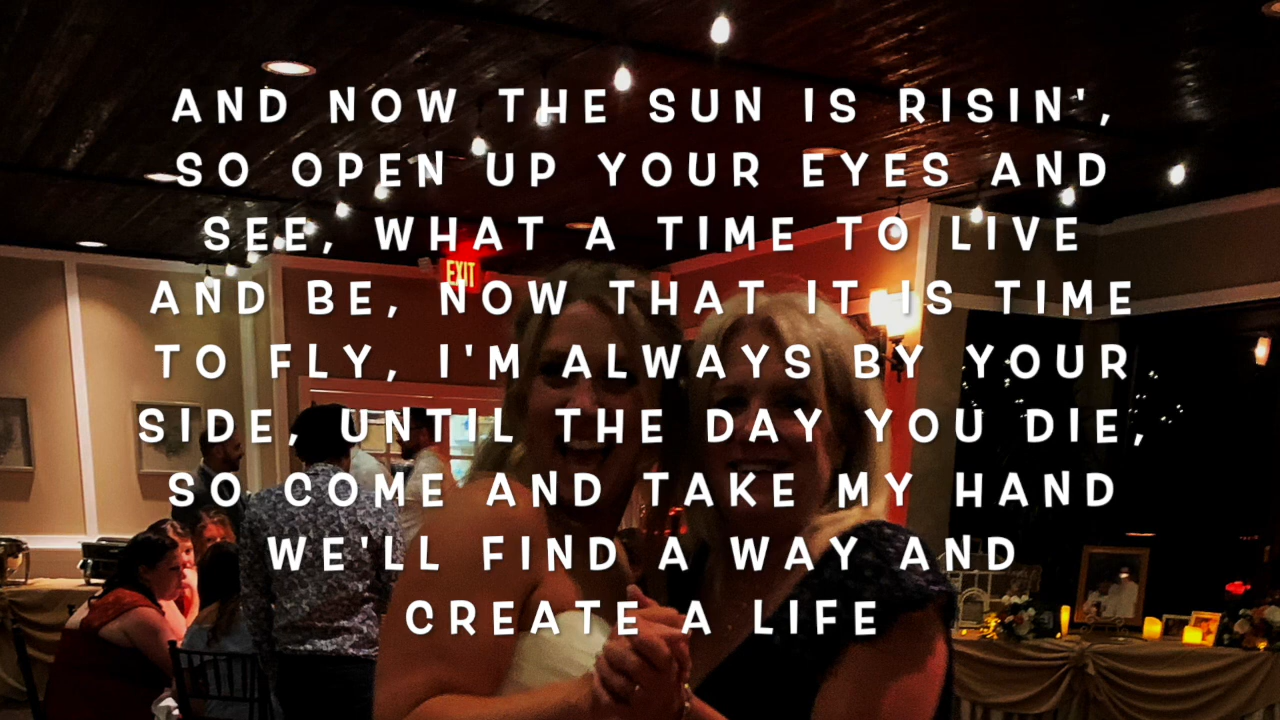 AND NOW THE SUN IS RISIN',
SO OPEN UP YOUR EYES AND
SEE, WHAT A TIME TO LIVE
EXIT
AND BE, NOW THAT IT IS TIME
TO FLY, I'M ALWAYS BY YOUR
SIDE, UNTIL THE DAY YOU DIE,
SO COME AND TAKE MY HAND
WE'LL FIND A WAY AND
CREATE A LIFE